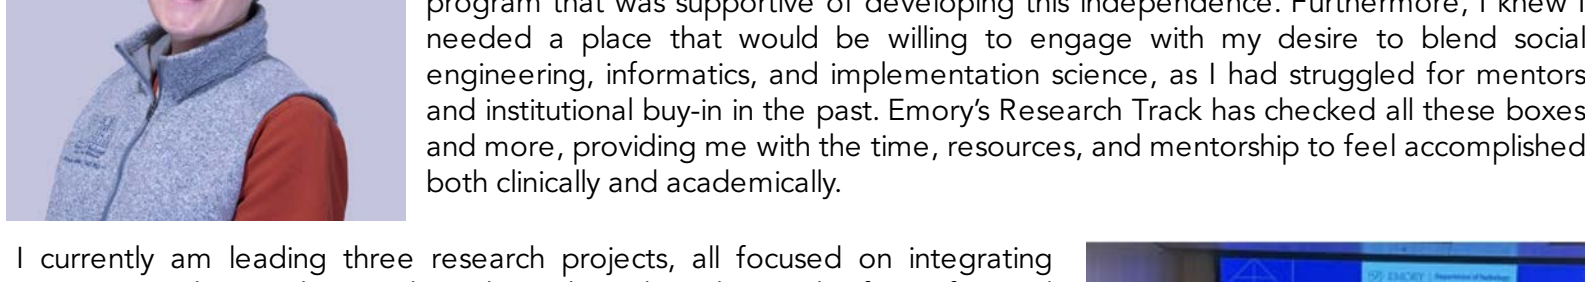 program that was supportive of developing this independence. Furthermore, I knew I
needed a place that would be willing to engage with my desire to blend social
engineering, informatics, and implementation science, as I had struggled for mentors
and institutional buy-in in the past. Emory’s Research Track has checked all these boxes
and more, providing me with the time, resources, and mentorship to feel accomplished
both clinically and academically.
I currently am leading three research projects, all focused on integrating
EMORY